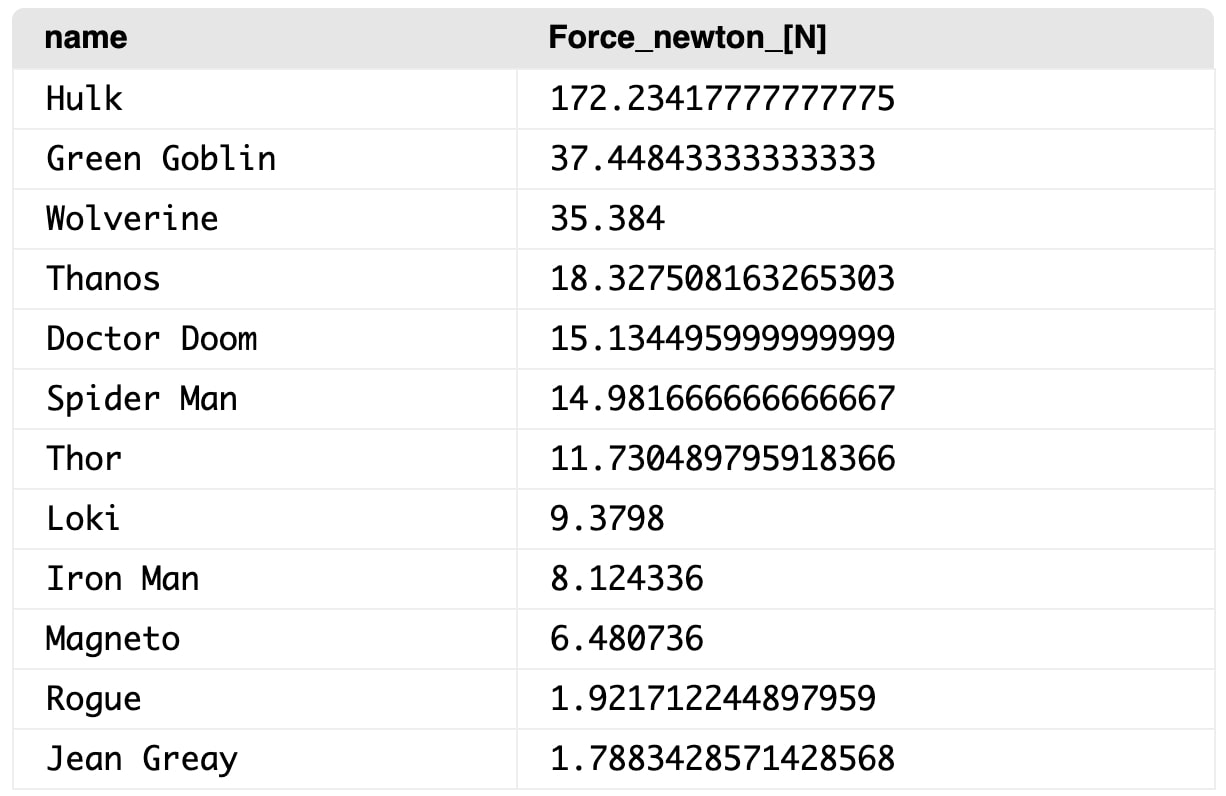 name Force_newton_[N]
Hulk 172.23417777777775
Green Goblin 37.44843333333333
Wolverine 35.384
Thanos 18.327508163265303
Doctor Doom 15.134495999999999
Spider Man 14.981666666666667
Thor 11.730489795918366
Loki 9.3798
Iron Man 8.124336
Magneto 6.480736
Rogue 1.921712244897959
Jean Greay 1.7883428571428568